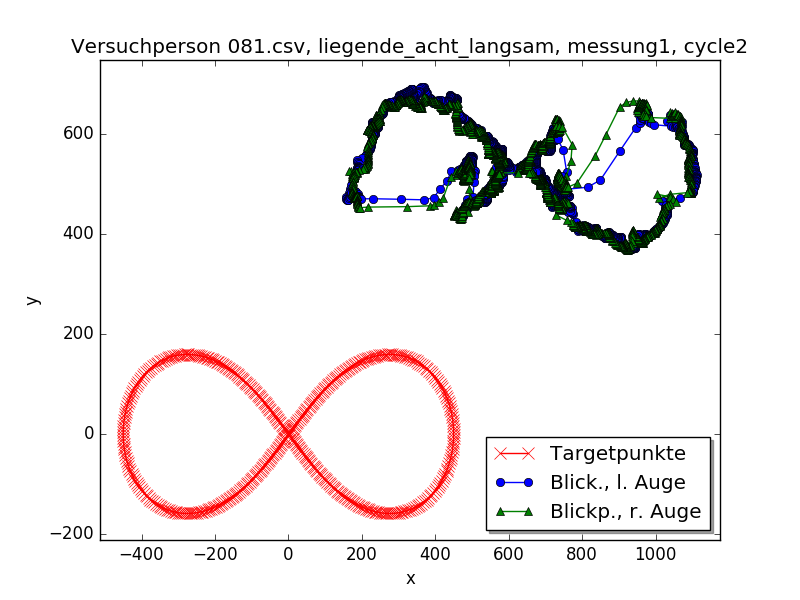 Versuchperson 081.csv, liegende_acht_langsam, messung1, cycle2
y
600
400
200
0
−200
−400
−200
0
200
400
600
800
1000
x
Targetpunkte
Blick., l. Auge
Blickp., r. Auge